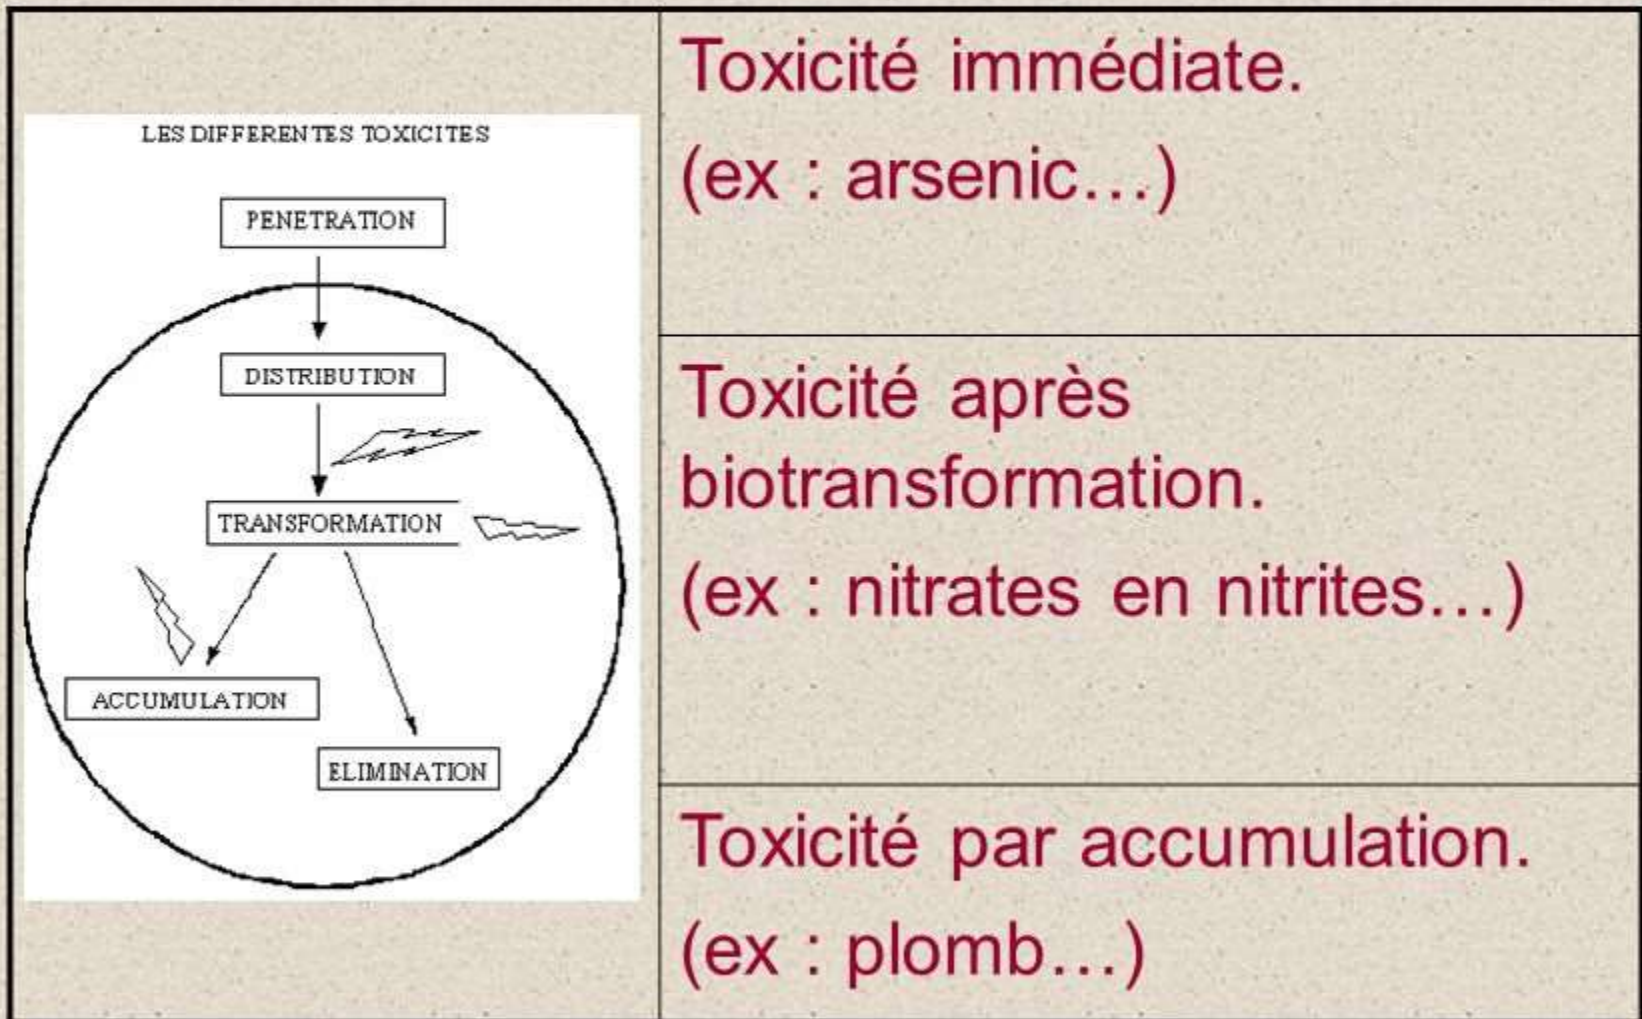 LES DIFFERENTES TOXICITES
PENETRATION
DISTRIBUTION
TRANSFORMATION
ACCUMULATION
ELIMINATION
Toxicité immédiate.
(ex : arsenic…)
Toxicité après
biotransformation.
(ex : nitrates en nitrites…)
Toxicité par accumulation.
(ex : plomb…)